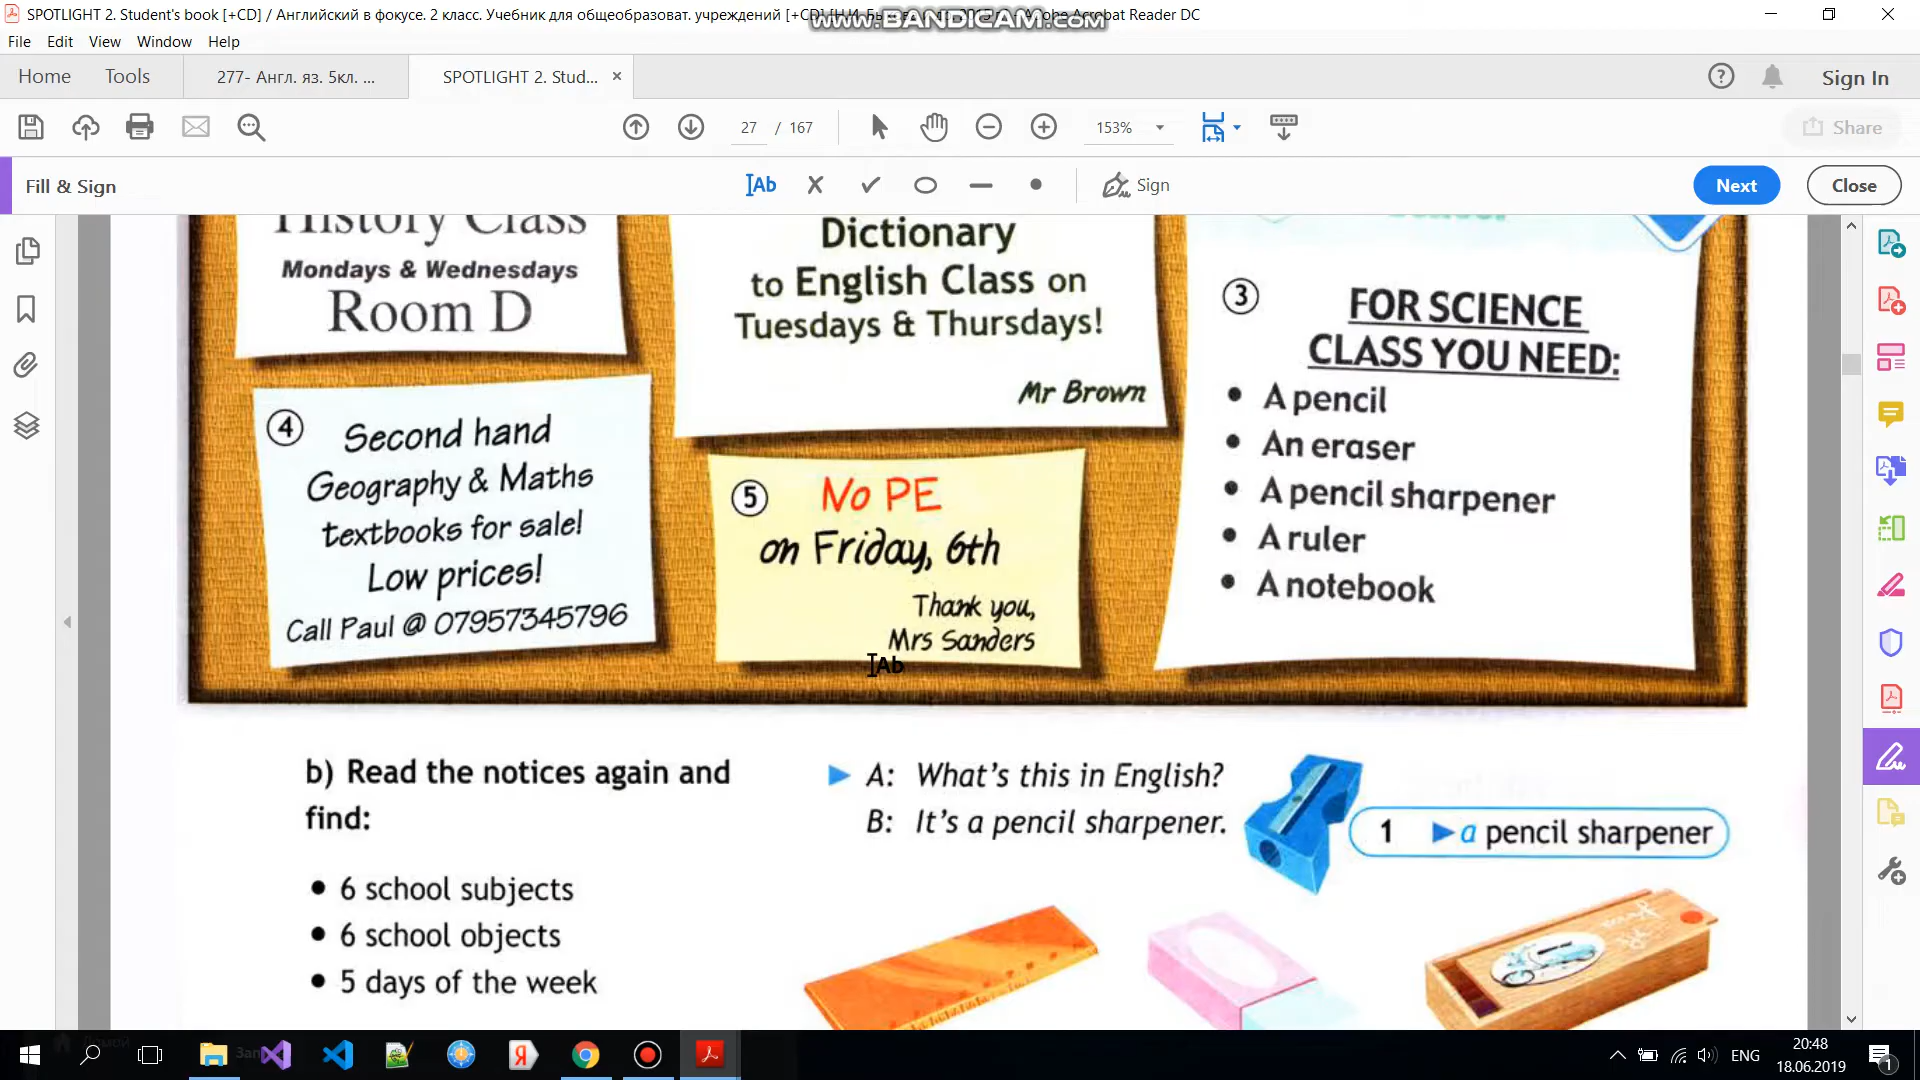 SPOTLIGHT 2. Student's book [+CD] / Английский в фокусе. 2 класс. Учебник для общеобразоват. учреждений [+CD] Adobe Acrobat Reader DC
www.BANDICAM.com
File Edit View Window Help
Home Tools 277- Англ. яз. 5кл. ... SPOTLIGHT 2. Stud... Sign In
27 / 167 153% Share
Fill & Sign Ab Sign Next Close
History Class
Mondays & Wednesdays
Room D
Dictionary
to English Class on
Tuesdays & Thursdays!
Mr Brown
3
FOR SCIENCE
CLASS YOU NEED:
• A pencil
• An eraser
• A pencil sharpener
• A ruler
• A notebook
4
Second hand
Geography & Maths
textbooks for sale!
Low prices!
Call Paul @ 07957345796
5
No PE
on Friday, 6th
Thank you,
Mrs Sanders
Ab
b) Read the notices again and
find:
• 6 school subjects
• 6 school objects
• 5 days of the week
A: What's this in English?
B: It's a pencil sharpener.
1 a pencil sharpener
ENG
20:48
18.06.2019
1